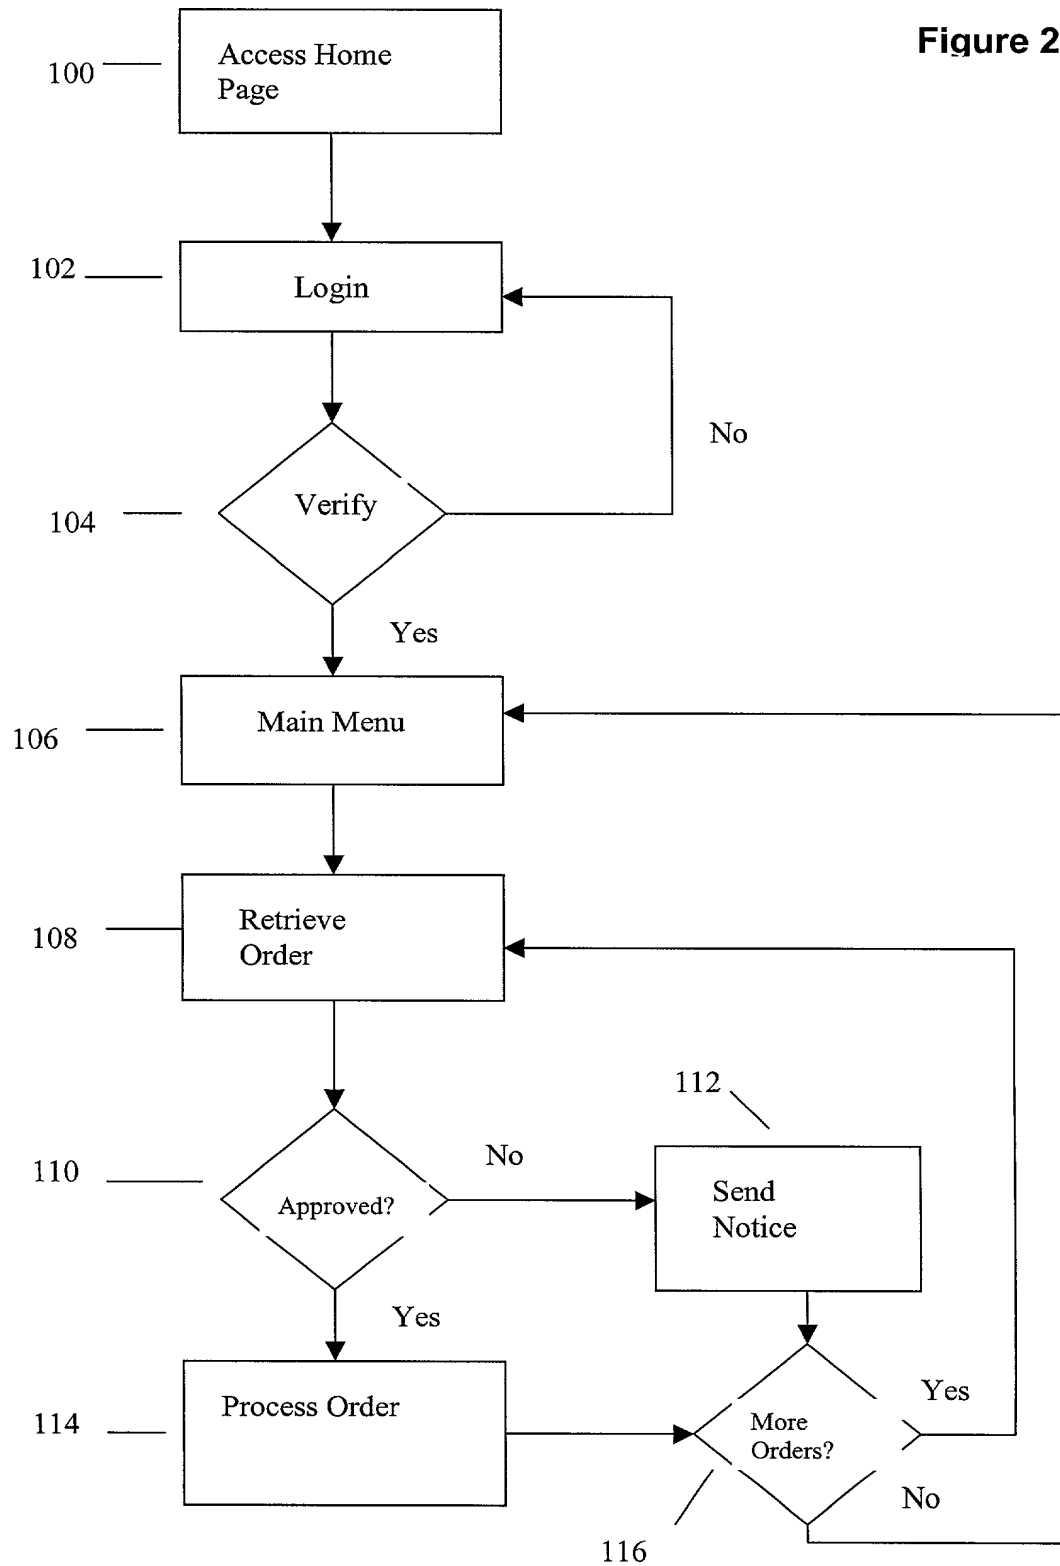 Figure 2
100
Access Home
Page
102
Login
No
104
Verify
Yes
106
Main Menu
108
Retrieve
Order
112
110
Approved?
No
Send
Notice
Yes
114
Process Order
More
Orders?
Yes
No
116